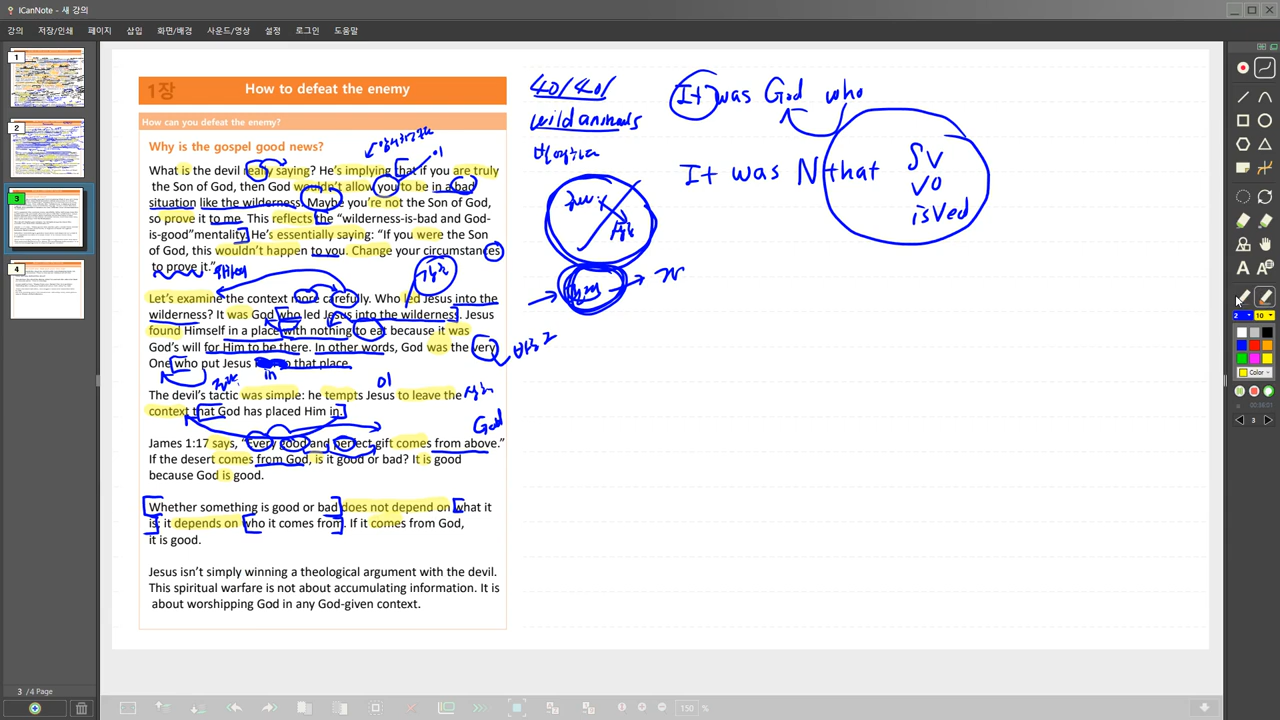 ICanNote - 새 강의
강의 저장/인쇄 페이지 삽입 화면/배경 사운드/영상 설정 로그인 도움말
1
2
3
4
1장 How to defeat the enemy
How can you defeat the enemy?
Why is the gospel good news?
What is the devil really saying? He's implying that if you are truly
the Son of God, then God wouldn't allow you to be in a bad
situation like the wilderness. Maybe you're not the Son of God,
so prove it to me. This reflects the "wilderness-is-bad and God-
is-good"mentality. He's essentially saying: "If you were the Son
of God, this wouldn't happen to you. Change your circumstances
to prove it."
Let's examine the context more carefully. Who led Jesus into the
wilderness? It was God who led Jesus into the wilderness. Jesus
found Himself in a place with nothing to eat because it was
God's will for Him to be there. In other words, God was the very
One who put Jesus in that place.
The devil's tactic was simple: he tempts Jesus to leave the
context that God has placed Him in.
God
James 1:17 says, "Every good and perfect gift comes from above."
If the desert comes from God, is it good or bad? It is good
because God is good.
Whether something is good or bad does not depend on what it
is; it depends on who it comes from. If it comes from God,
it is good.
Jesus isn't simply winning a theological argument with the devil.
This spiritual warfare is not about accumulating information. It is
about worshipping God in any God-given context.
40/40/
wild animals
It was God who
It was N that
SV
VO
is Ved
3 / 4 Page
150 %
2
10
Color
00:38:01
3